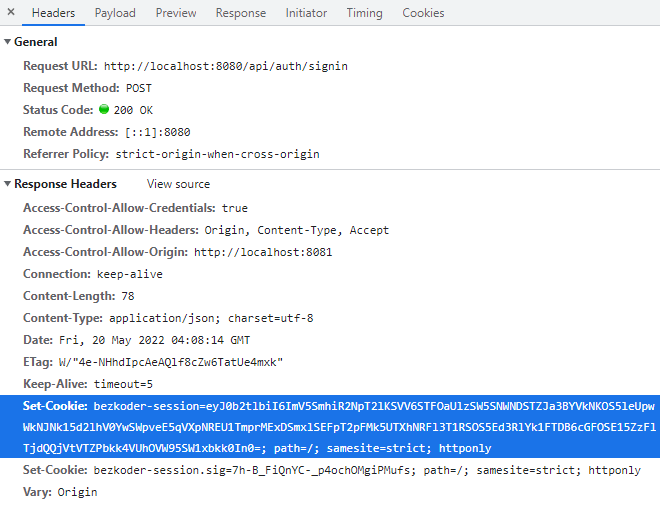 × Headers Payload Preview Response Initiator Timing Cookies
General
Request URL: http://localhost:8080/api/auth/signin
Request Method: POST
Status Code: 200 OK
Remote Address: [::1]:8080
Referrer Policy: strict-origin-when-cross-origin
Response Headers View source
Access-Control-Allow-Credentials: true
Access-Control-Allow-Headers: Origin, Content-Type, Accept
Access-Control-Allow-Origin: http://localhost:8081
Connection: keep-alive
Content-Length: 78
Content-Type: application/json; charset=utf-8
Date: Fri, 20 May 2022 04:08:14 GMT
ETag: W/"4e-NHhdIpcAeAQlf8cZw6TatUe4mxk"
Keep-Alive: timeout=5
Set-Cookie: bezkoder-session=eyJ0b2tlbiI6ImV5SmhiR2NpT2lKSVV6STFOaUlzSW5SNWNDSTZJa3BYVkNKOS5leUpw
WkNJNk15d2lhV0YwSWpveE5qVXpNREU1TmprMExDSmxlSEFpT2pFMk5UTXhNRFl3T1RSOS5Ed3RlYk1FTDB6cGFOSE15ZzFl
TjdQQjVtVTZPbkk4VUhOVW95SW1xbkk0In0=; path=/; samesite=strict; httponly
Set-Cookie: bezkoder-session.sig=7h-B_FiQnYC-_p4ochOMgiPMufs; path=/; samesite=strict; httponly
Vary: Origin